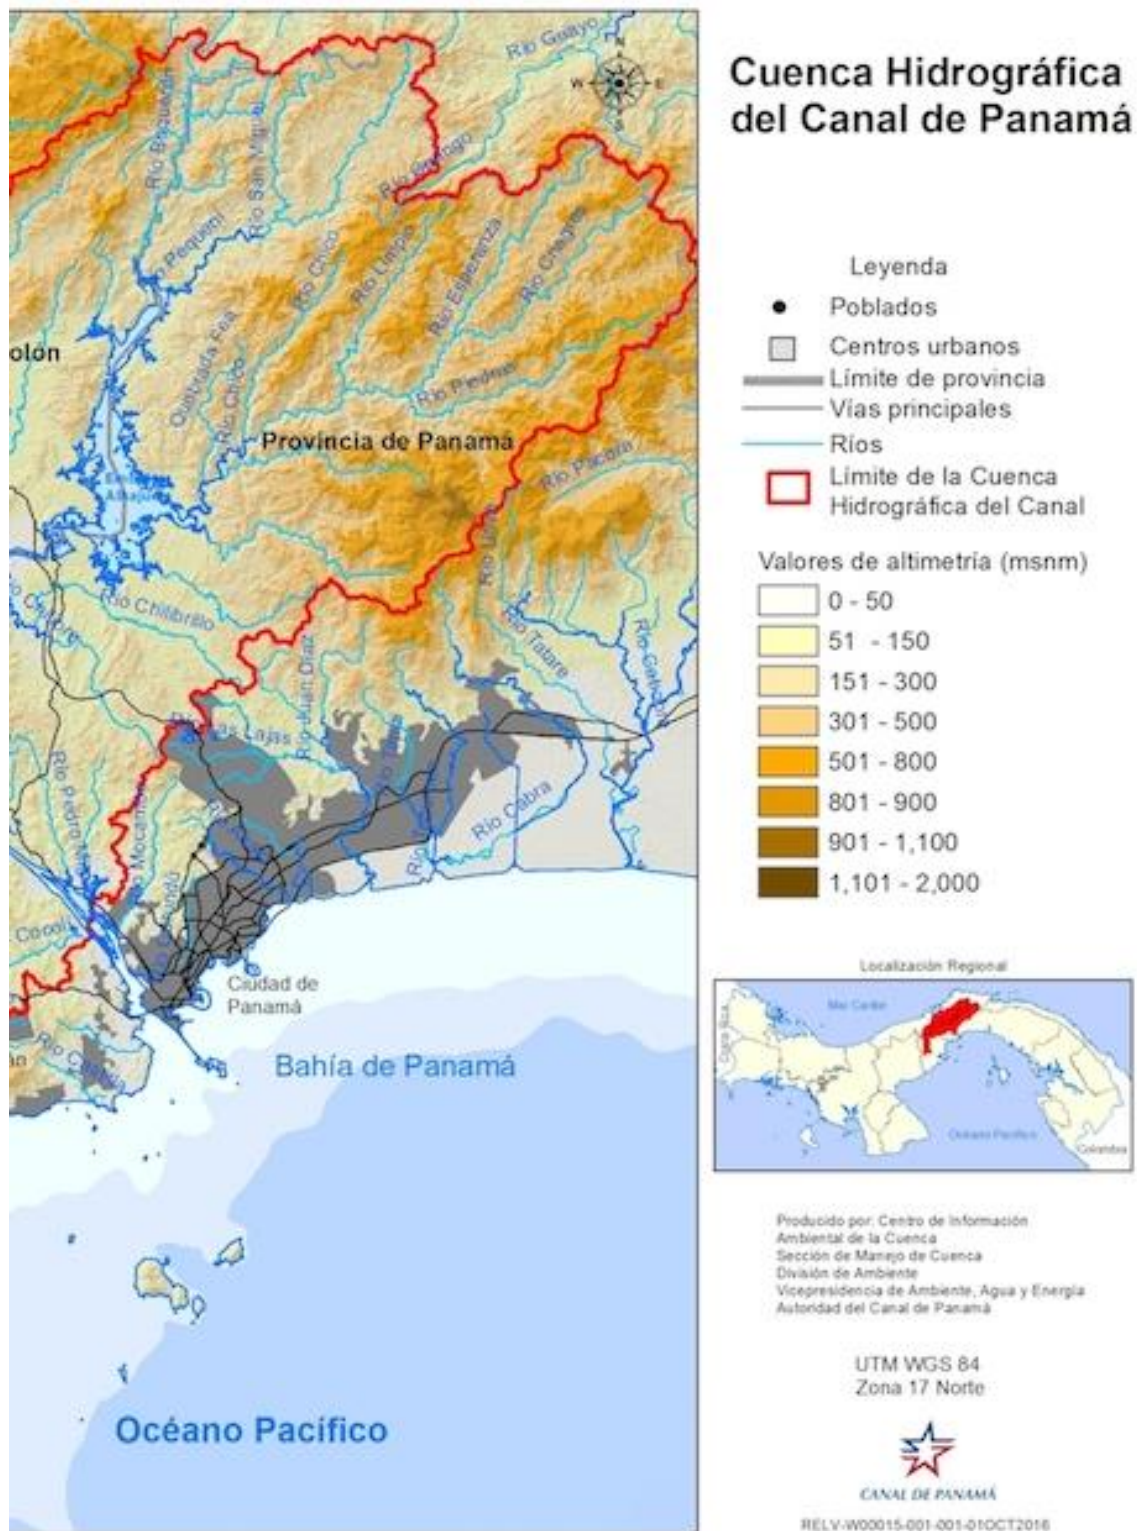 Cuenca Hidrográfica
del Canal de Panamá
Río Guayo
N
W
E
S
Río Boquerón
Río San Miguel
Río Chico
Río Limpio
Río Esperanza
Río Chagres
Río Piedras
Quebrada Fea
Río Chico
olón
Provincia de Panamá
Río Pacora
Río Chilibrillo
Río Tatare
Río Juan Díaz
Lajas
Río Cabra
Cocolí
Ciudad de
Panamá
Bahía de Panamá
Océano Pacífico
Leyenda
Poblados
Centros urbanos
Límite de provincia
Vías principales
Ríos
Límite de la Cuenca
Hidrográfica del Canal
Valores de altimetría (msnm)
0 - 50
51 - 150
151 - 300
301 - 500
501 - 800
801 - 900
901 - 1,100
1,101 - 2,000
Localización Regional
Mar Caribe
Costa Rica
Océano Pacífico
Colombia
Producido por: Centro de Información
Ambiental de la Cuenca
Sección de Manejo de Cuenca
División de Ambiente
Vicepresidencia de Ambiente, Agua y Energía
Autoridad del Canal de Panamá
UTM WGS 84
Zona 17 Norte
CANAL DE PANAMÁ
RELV-W00015-001-001-01OCT2016